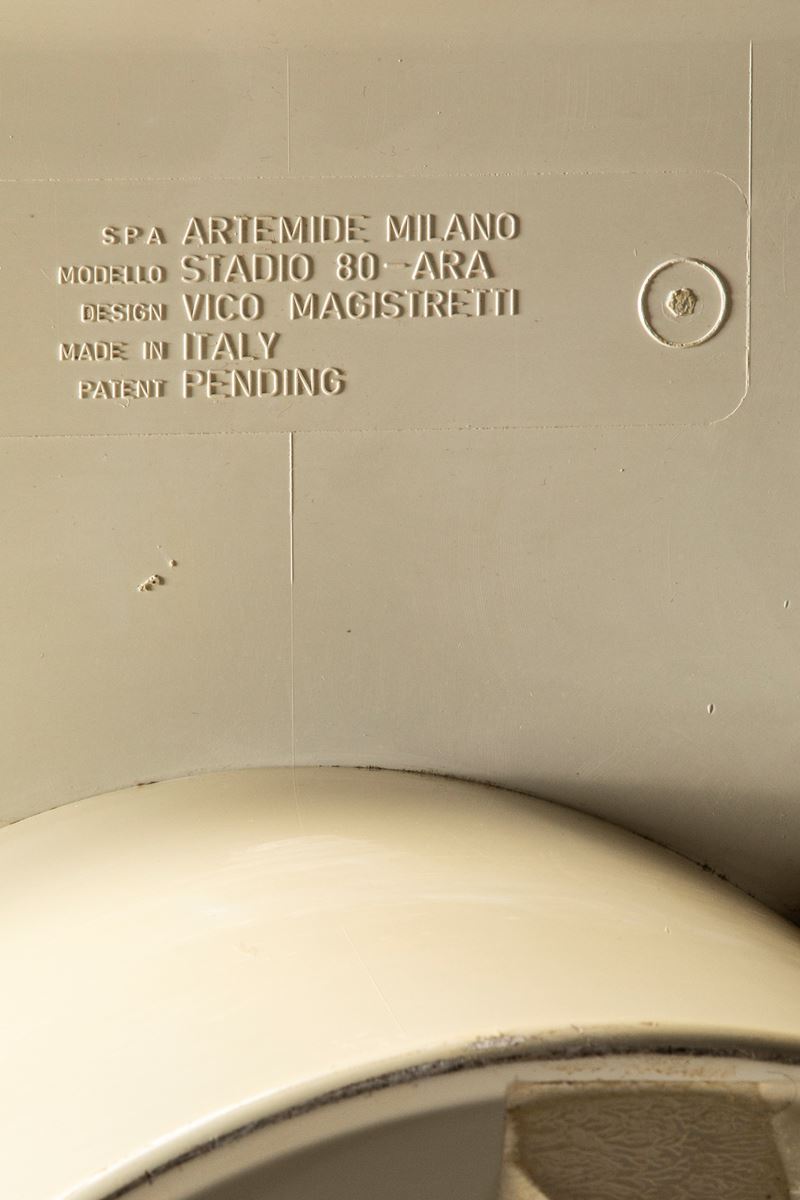 SPA ARTEMIDE MILANO
MODELLO STADIO 80-ARA
DESIGN VICO MAGISTRETTI
MADE IN ITALY
PATENT PENDING